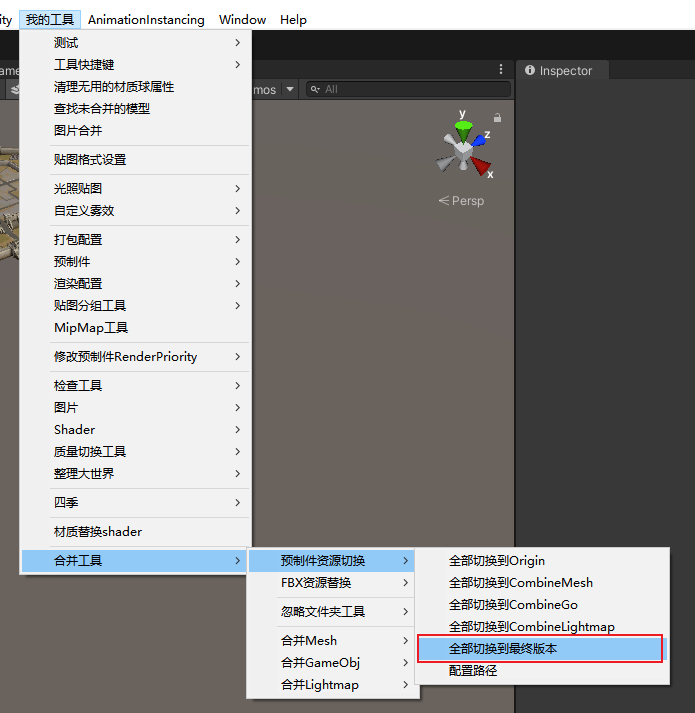 ity 我的工具 AnimationInstancing Window Help
测试
工具快捷键
清理无用的材质球属性
查找未合并的模型
图片合并
贴图格式设置
光照贴图
自定义雾效
打包配置
预制件
渲染配置
贴图分组工具
MipMap工具
修改预制件RenderPriority
检查工具
图片
Shader
质量切换工具
整理大世界
四季
材质替换shader
合并工具
预制件资源切换
FBX资源替换
忽略文件夹工具
合并Mesh
合并GameObj
合并Lightmap
全部切换到Origin
全部切换到CombineMesh
全部切换到CombineGo
全部切换到CombineLightmap
全部切换到最终版本
配置路径
ame
mos
All
Inspector
y
z
x
Persp